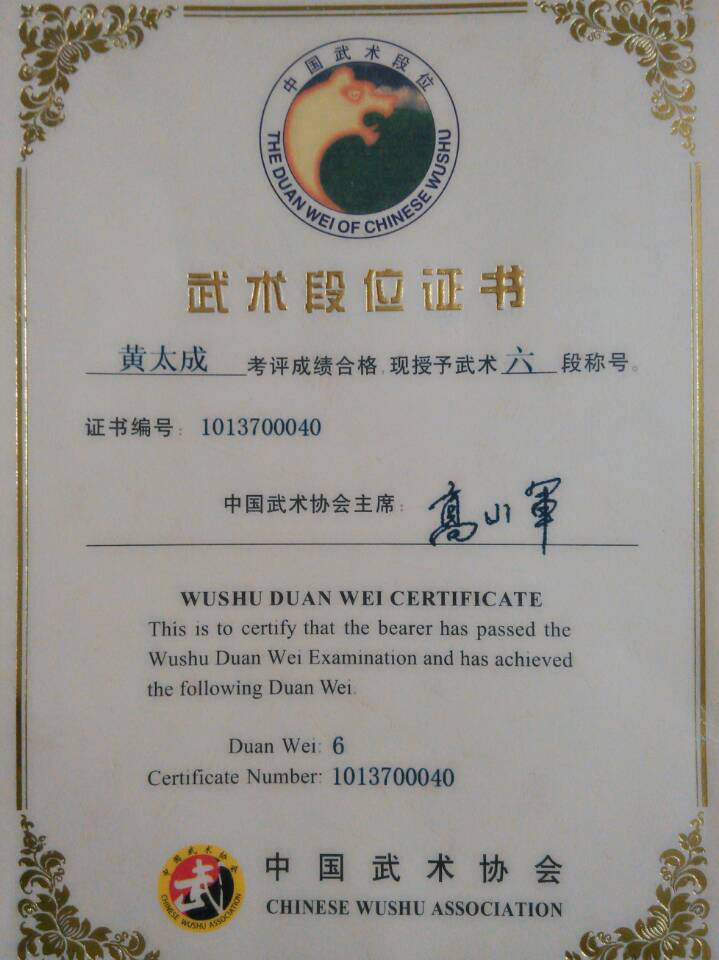 中国武术段位
THE DUAN WEI OF CHINESE WUSHU
武术段位证书
黄太成 考评成绩合格,现授予武术 六 段称号。
证书编号: 1013700040
中国武术协会主席: 高小军
WUSHU DUAN WEI CERTIFICATE
This is to certify that the bearer has passed the
Wushu Duan Wei Examination and has achieved
the following Duan Wei.
Duan Wei: 6
Certificate Number: 1013700040
中国武术协会
武
CHINESE WUSHU ASSOCIATION
中国武术协会
CHINESE WUSHU ASSOCIATION